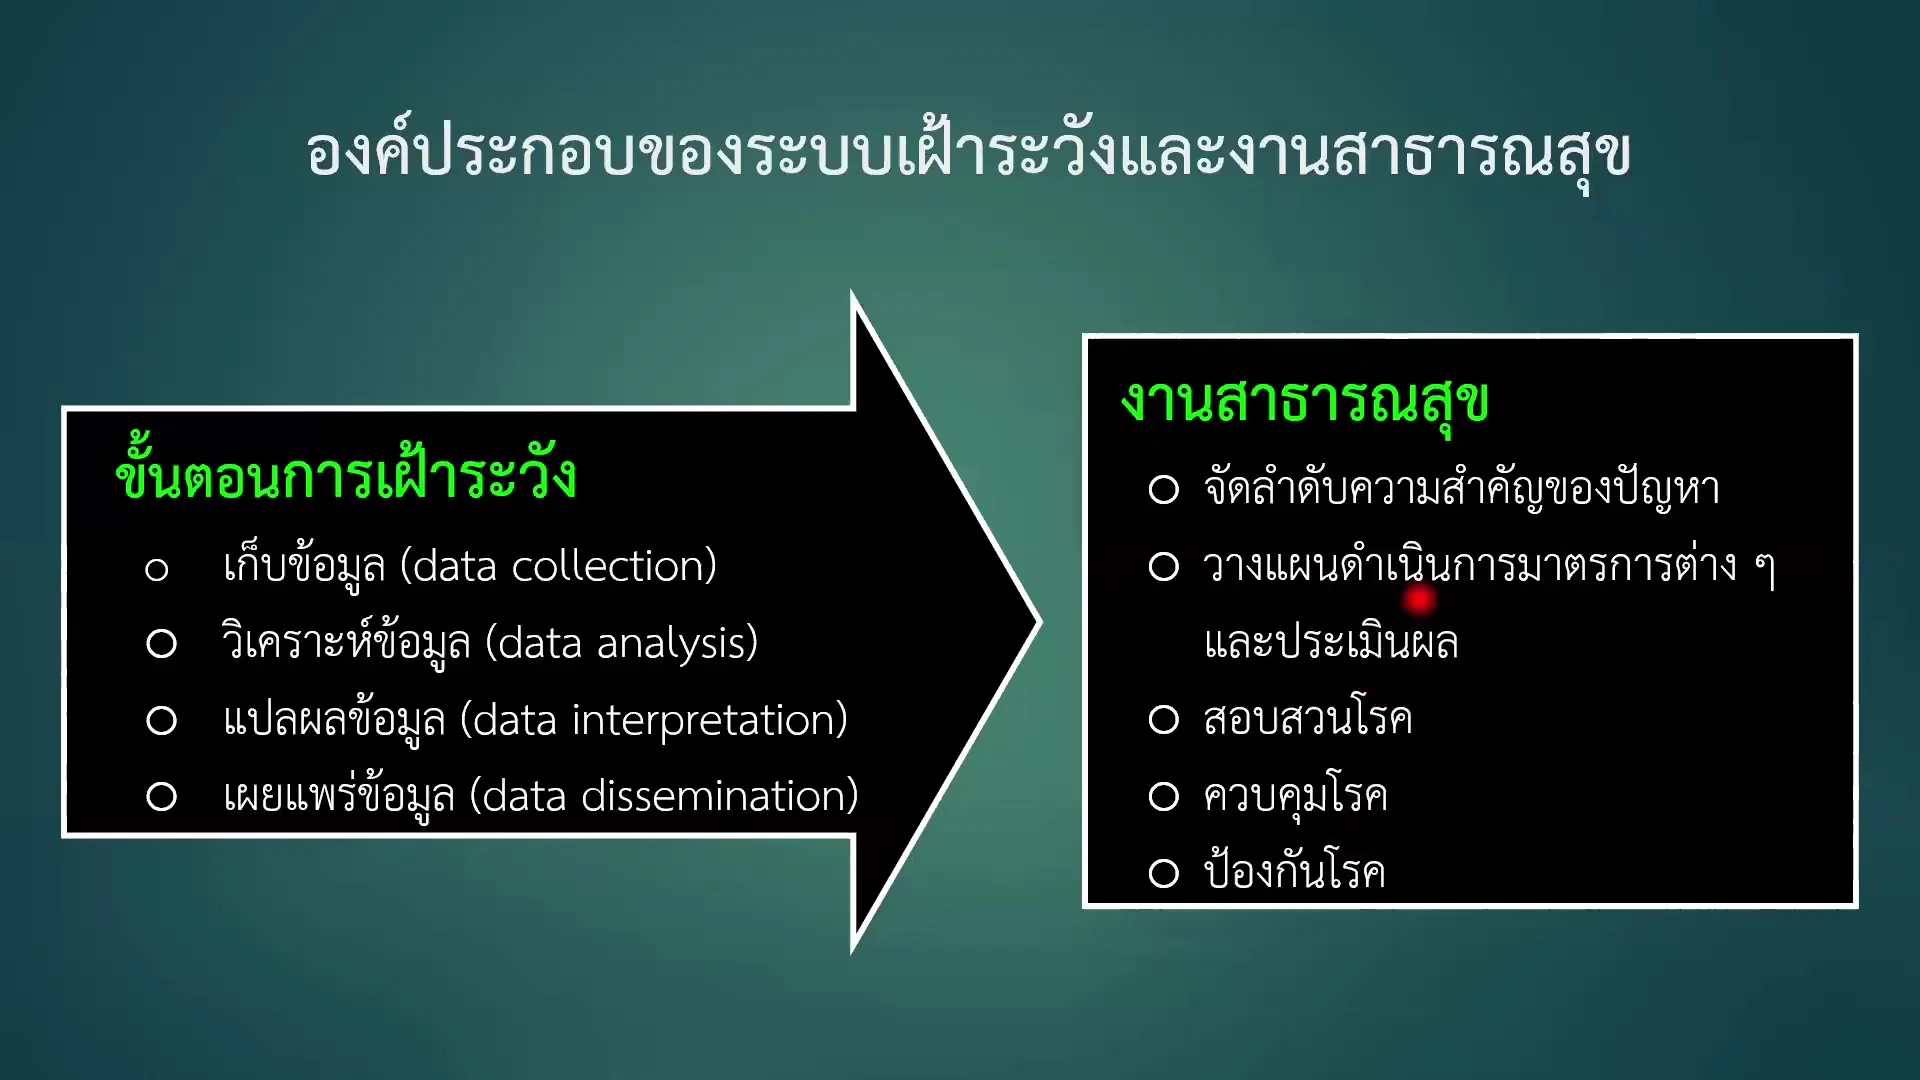 องค์ประกอบของระบบเฝ้าระวังและงานสาธารณสุข
ขั้นตอนการเฝ้าระวัง
เก็บข้อมูล (data collection)
วิเคราะห์ข้อมูล (data analysis)
แปลผลข้อมูล (data interpretation)
เผยแพร่ข้อมูล (data dissemination)
งานสาธารณสุข
จัดลำดับความสำคัญของปัญหา
วางแผนดำเนินการมาตรการต่าง ๆ
และประเมินผล
สอบสวนโรค
ควบคุมโรค
ป้องกันโรค